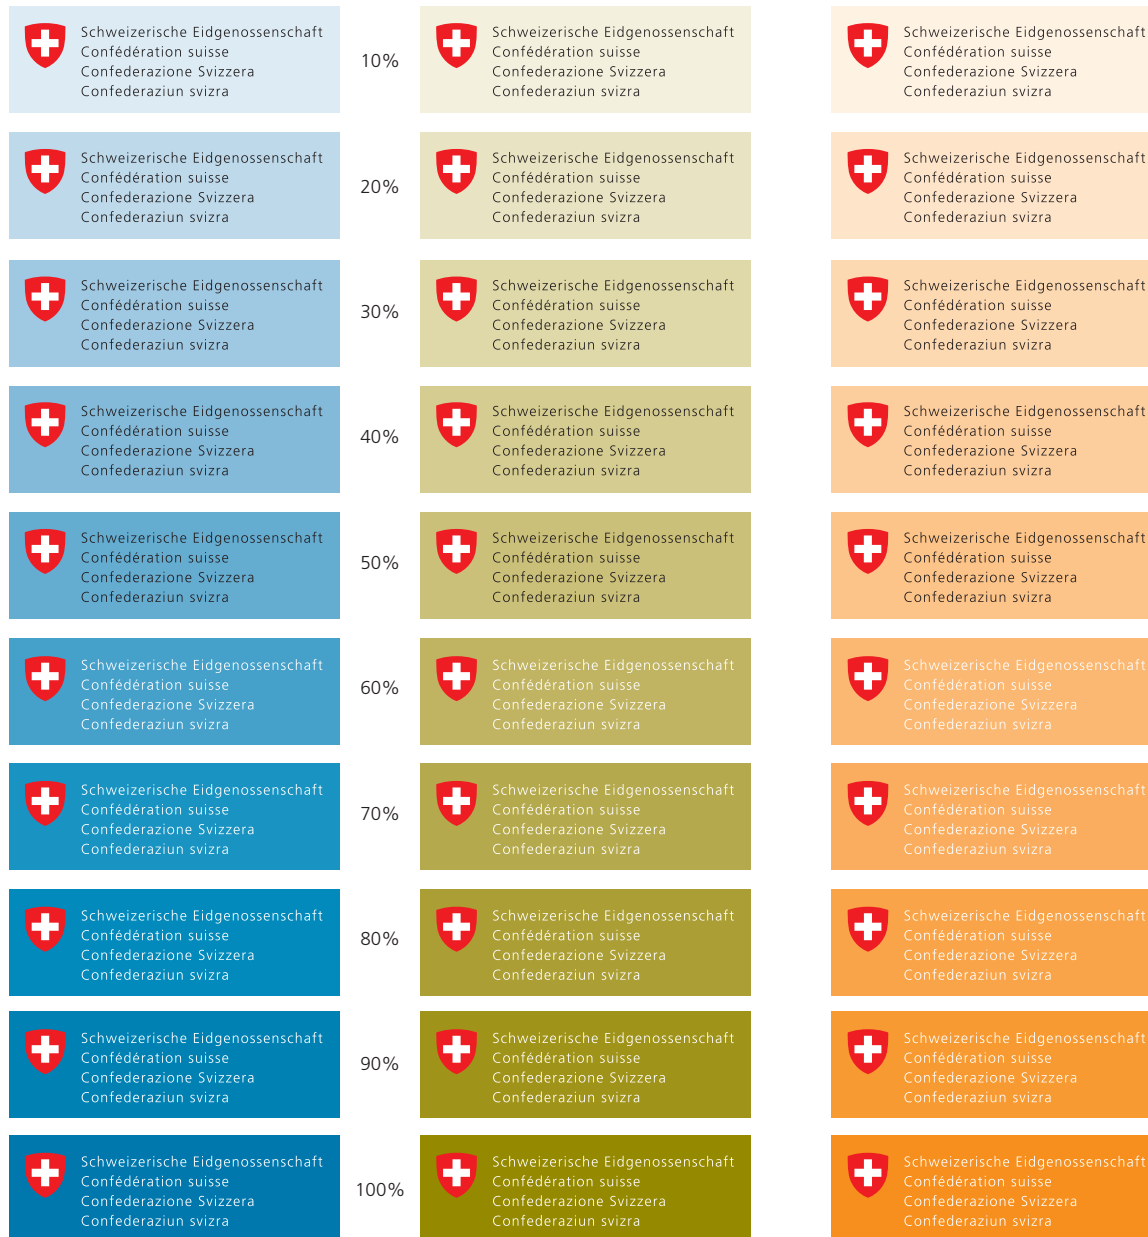 Schweizerische Eidgenossenschaft
Confédération suisse
Confederazione Svizzera
Confederaziun svizra
10%
Schweizerische Eidgenossenschaft
Confédération suisse
Confederazione Svizzera
Confederaziun svizra
Schweizerische Eidgenossenschaft
Confédération suisse
Confederazione Svizzera
Confederaziun svizra
Schweizerische Eidgenossenschaft
Confédération suisse
Confederazione Svizzera
Confederaziun svizra
20%
Schweizerische Eidgenossenschaft
Confédération suisse
Confederazione Svizzera
Confederaziun svizra
Schweizerische Eidgenossenschaft
Confédération suisse
Confederazione Svizzera
Confederaziun svizra
Schweizerische Eidgenossenschaft
Confédération suisse
Confederazione Svizzera
Confederaziun svizra
30%
Schweizerische Eidgenossenschaft
Confédération suisse
Confederazione Svizzera
Confederaziun svizra
Schweizerische Eidgenossenschaft
Confédération suisse
Confederazione Svizzera
Confederaziun svizra
Schweizerische Eidgenossenschaft
Confédération suisse
Confederazione Svizzera
Confederaziun svizra
40%
Schweizerische Eidgenossenschaft
Confédération suisse
Confederazione Svizzera
Confederaziun svizra
Schweizerische Eidgenossenschaft
Confédération suisse
Confederazione Svizzera
Confederaziun svizra
Schweizerische Eidgenossenschaft
Confédération suisse
Confederazione Svizzera
Confederaziun svizra
50%
Schweizerische Eidgenossenschaft
Confédération suisse
Confederazione Svizzera
Confederaziun svizra
Schweizerische Eidgenossenschaft
Confédération suisse
Confederazione Svizzera
Confederaziun svizra
Schweizerische Eidgenossenschaft
Confédération suisse
Confederazione Svizzera
Confederaziun svizra
60%
Schweizerische Eidgenossenschaft
Confédération suisse
Confederazione Svizzera
Confederaziun svizra
Schweizerische Eidgenossenschaft
Confédération suisse
Confederazione Svizzera
Confederaziun svizra
Schweizerische Eidgenossenschaft
Confédération suisse
Confederazione Svizzera
Confederaziun svizra
70%
Schweizerische Eidgenossenschaft
Confédération suisse
Confederazione Svizzera
Confederaziun svizra
Schweizerische Eidgenossenschaft
Confédération suisse
Confederazione Svizzera
Confederaziun svizra
Schweizerische Eidgenossenschaft
Confédération suisse
Confederazione Svizzera
Confederaziun svizra
80%
Schweizerische Eidgenossenschaft
Confédération suisse
Confederazione Svizzera
Confederaziun svizra
Schweizerische Eidgenossenschaft
Confédération suisse
Confederazione Svizzera
Confederaziun svizra
Schweizerische Eidgenossenschaft
Confédération suisse
Confederazione Svizzera
Confederaziun svizra
90%
Schweizerische Eidgenossenschaft
Confédération suisse
Confederazione Svizzera
Confederaziun svizra
Schweizerische Eidgenossenschaft
Confédération suisse
Confederazione Svizzera
Confederaziun svizra
Schweizerische Eidgenossenschaft
Confédération suisse
Confederazione Svizzera
Confederaziun svizra
100%
Schweizerische Eidgenossenschaft
Confédération suisse
Confederazione Svizzera
Confederaziun svizra
Schweizerische Eidgenossenschaft
Confédération suisse
Confederazione Svizzera
Confederaziun svizra